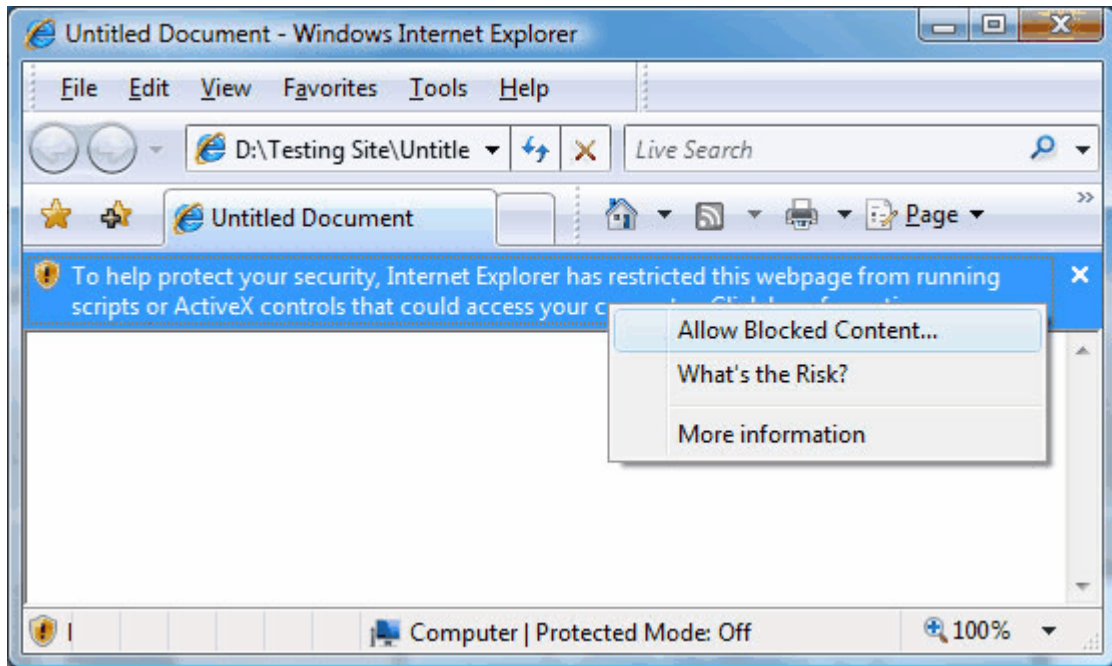 Untitled Document - Windows Internet Explorer
File Edit View Favorites Tools Help
D:\Testing Site\Untitle Live Search
Untitled Document Page
To help protect your security, Internet Explorer has restricted this webpage from running
scripts or ActiveX controls that could access your
Allow Blocked Content...
What's the Risk?
More information
Computer | Protected Mode: Off 100%